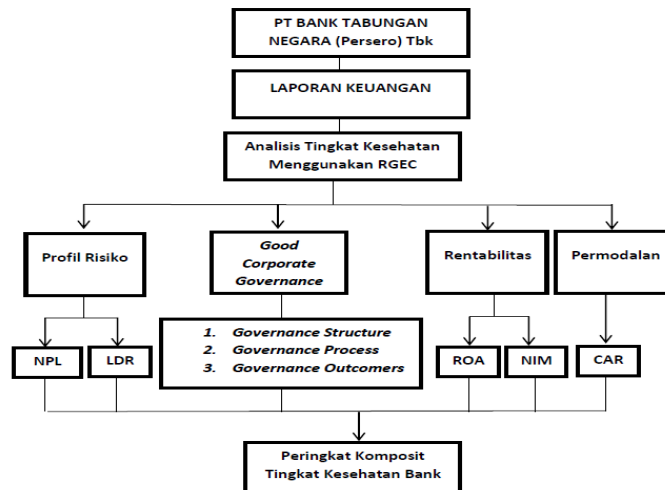 PT BANK TABUNGAN
NEGARA (Persero) Tbk
LAPORAN KEUANGAN
Analisis Tingkat Kesehatan
Menggunakan RGEC
Profil Risiko
Good
Corporate
Governance
Rentabilitas
Permodalan
NPL
LDR
1. Governance Structure
2. Governance Process
3. Governance Outcomers
ROA
NIM
CAR
Peringkat Komposit
Tingkat Kesehatan Bank